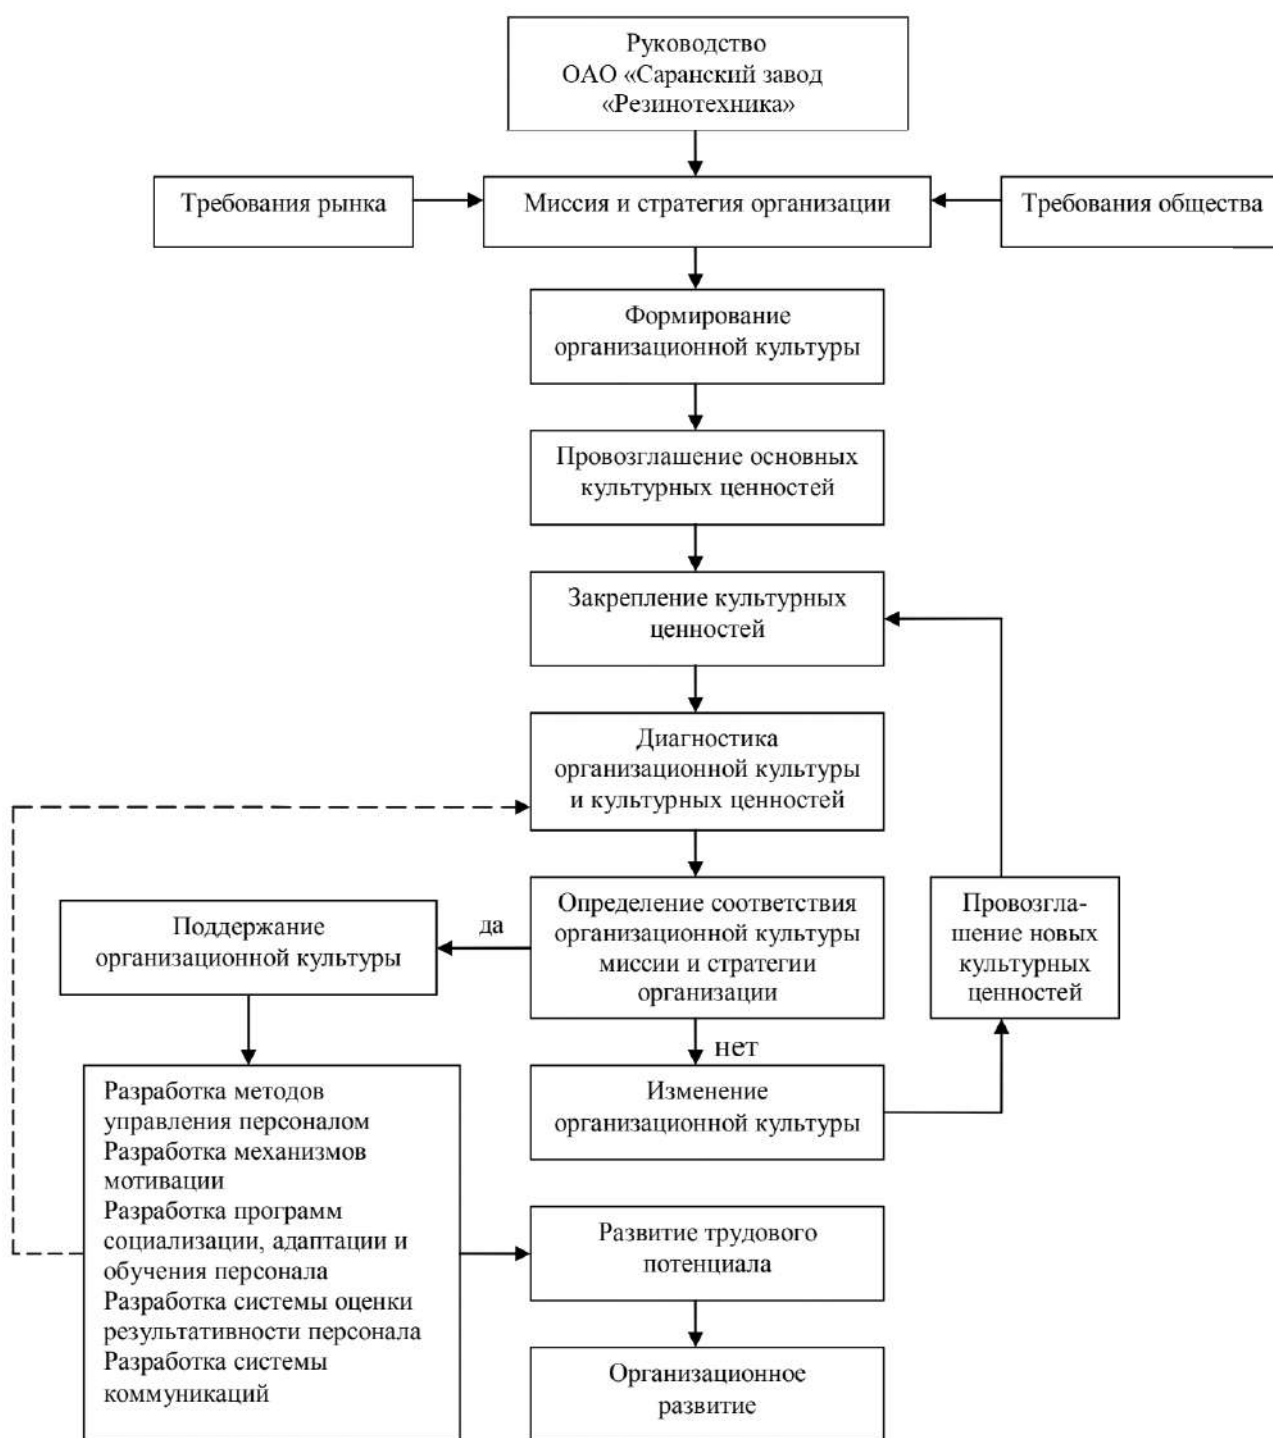 Руководство
ОАО «Саранский завод
«Резинотехника»
Требования рынка
Миссия и стратегия организации
Требования общества
Формирование
организационной культуры
Провозглашение основных
культурных ценностей
Закрепление культурных
ценностей
Диагностика
организационной культуры
и культурных ценностей
Поддержание
организационной культуры
да
Определение соответствия
организационной культуры
миссии и стратегии
организации
Провозгла-
шение новых
культурных
ценностей
нет
Изменение
организационной культуры
Разработка методов
управления персоналом
Разработка механизмов
мотивации
Разработка программ
социализации, адаптации и
обучения персонала
Разработка системы оценки
результативности персонала
Разработка системы
коммуникаций
Развитие трудового
потенциала
Организационное
развитие